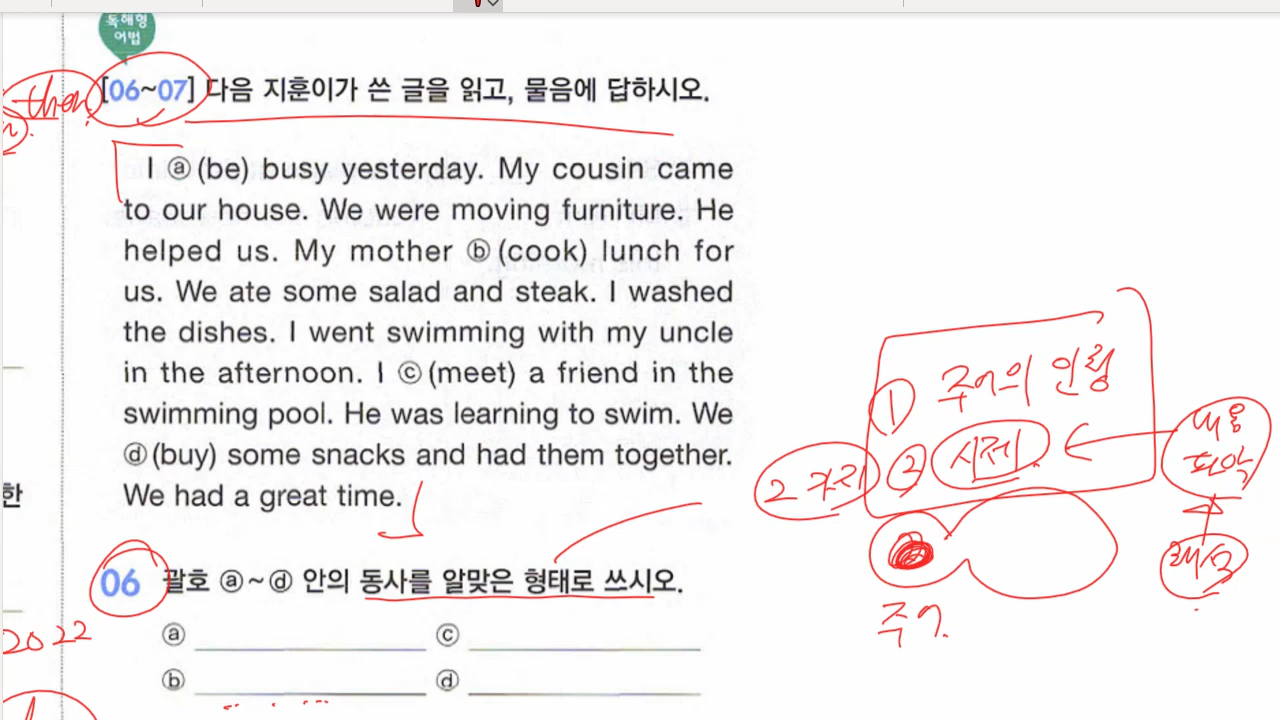 독해형
어법
then
[06~07] 다음 지훈이가 쓴 글을 읽고, 물음에 답하시오.
I ⓐ (be) busy yesterday. My cousin came
to our house. We were moving furniture. He
helped us. My mother ⓑ (cook) lunch for
us. We ate some salad and steak. I washed
the dishes. I went swimming with my uncle
in the afternoon. I ⓒ (meet) a friend in the
swimming pool. He was learning to swim. We
ⓓ (buy) some snacks and had them together.
We had a great time.
한
06 괄호 ⓐ~ⓓ 안의 동사를 알맞은 형태로 쓰시오.
ⓐ ⓒ
ⓑ ⓓ
2022
① 주어의 인칭
2가지 ② 시제
내용
파악
해석
주어